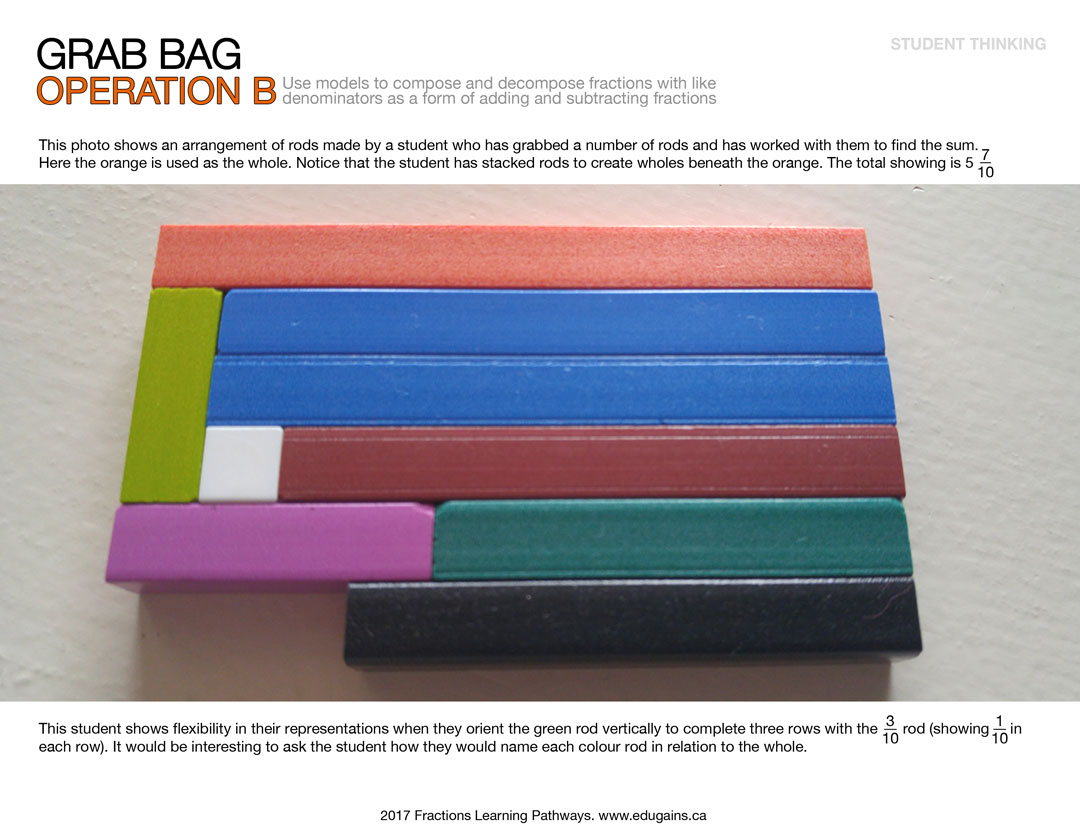 STUDENT THINKING
GRAB BAG
OPERATION B
Use models to compose and decompose fractions with like
denominators as a form of adding and subtracting fractions
This photo shows an arrangement of rods made by a student who has grabbed a number of rods and has worked with them to find the sum.
Here the orange is used as the whole. Notice that the student has stacked rods to create wholes beneath the orange. The total showing is 5 7/10
This student shows flexibility in their representations when they orient the green rod vertically to complete three rows with the 3/10 rod (showing 1/10 in
each row). It would be interesting to ask the student how they would name each colour rod in relation to the whole.
2017 Fractions Learning Pathways. www.edugains.ca